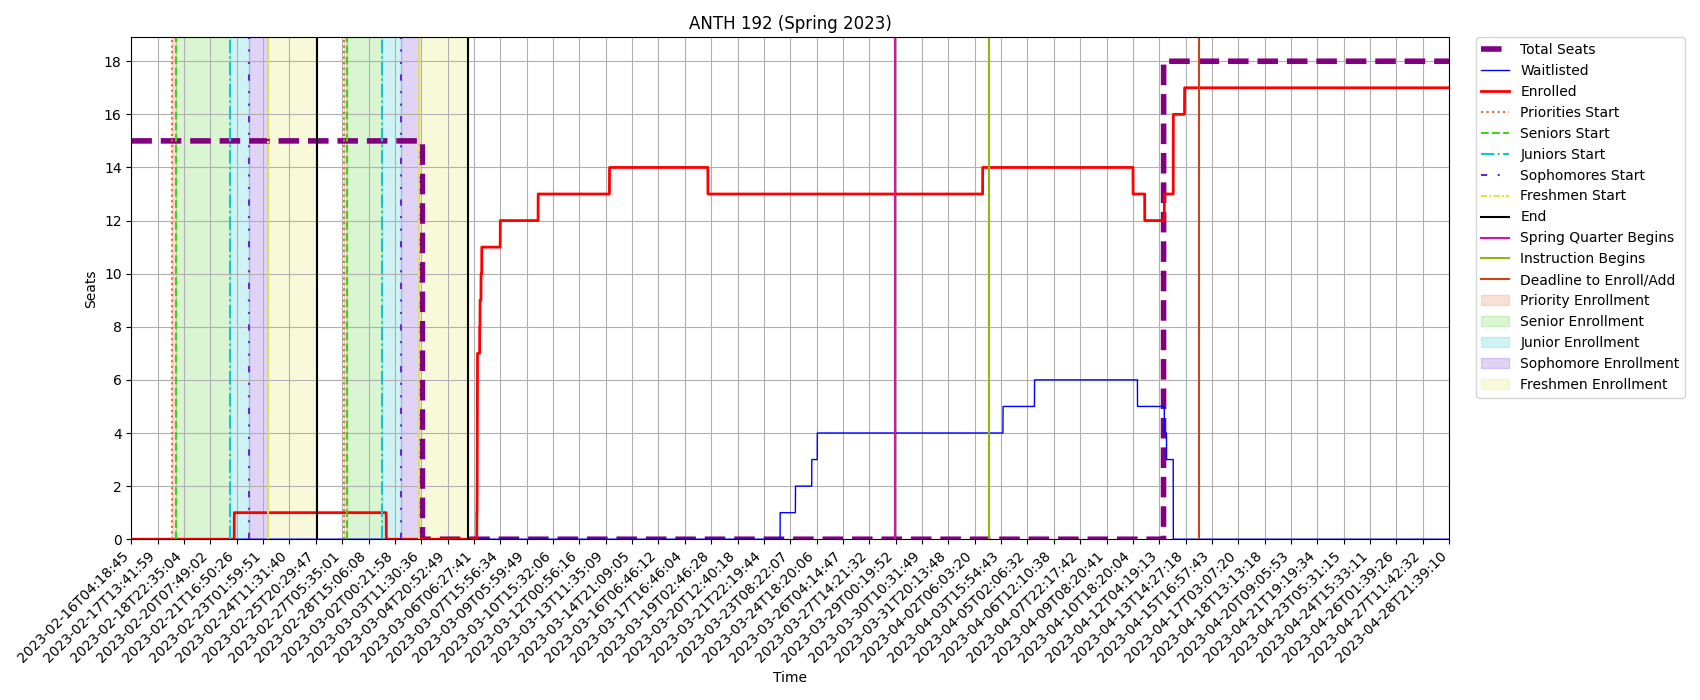 ANTH 192 (Spring 2023)
Seats
18
16
14
12
10
8
6
4
2
0
2023-02-16T04:18:45
2023-02-17T13:41:59
2023-02-18T22:35:04
2023-02-20T07:49:02
2023-02-21T16:50:26
2023-02-23T01:59:51
2023-02-24T11:31:40
2023-02-25T20:29:47
2023-02-27T05:35:01
2023-02-28T15:06:08
2023-03-02T00:21:58
2023-03-03T11:30:36
2023-03-04T20:52:49
2023-03-06T06:27:41
2023-03-07T15:56:34
2023-03-09T05:59:49
2023-03-10T15:32:06
2023-03-12T00:56:16
2023-03-13T11:35:09
2023-03-14T21:09:05
2023-03-16T06:46:12
2023-03-17T16:46:04
2023-03-19T02:46:28
2023-03-20T12:40:18
2023-03-21T22:19:44
2023-03-23T08:22:07
2023-03-24T18:20:06
2023-03-26T04:14:47
2023-03-27T14:21:32
2023-03-29T00:19:52
2023-03-30T10:31:49
2023-03-31T20:13:48
2023-04-02T06:03:20
2023-04-03T15:54:43
2023-04-05T02:06:32
2023-04-06T12:10:38
2023-04-07T22:17:42
2023-04-09T08:20:41
2023-04-10T18:20:04
2023-04-12T04:19:13
2023-04-13T14:27:18
2023-04-15T16:57:43
2023-04-17T03:07:20
2023-04-18T13:13:18
2023-04-20T09:05:53
2023-04-21T19:19:34
2023-04-23T05:31:15
2023-04-24T15:33:11
2023-04-26T01:39:26
2023-04-27T11:42:32
2023-04-28T21:39:10
Time
Total Seats
Waitlisted
Enrolled
Priorities Start
Seniors Start
Juniors Start
Sophomores Start
Freshmen Start
End
Spring Quarter Begins
Instruction Begins
Deadline to Enroll/Add
Priority Enrollment
Senior Enrollment
Junior Enrollment
Sophomore Enrollment
Freshmen Enrollment